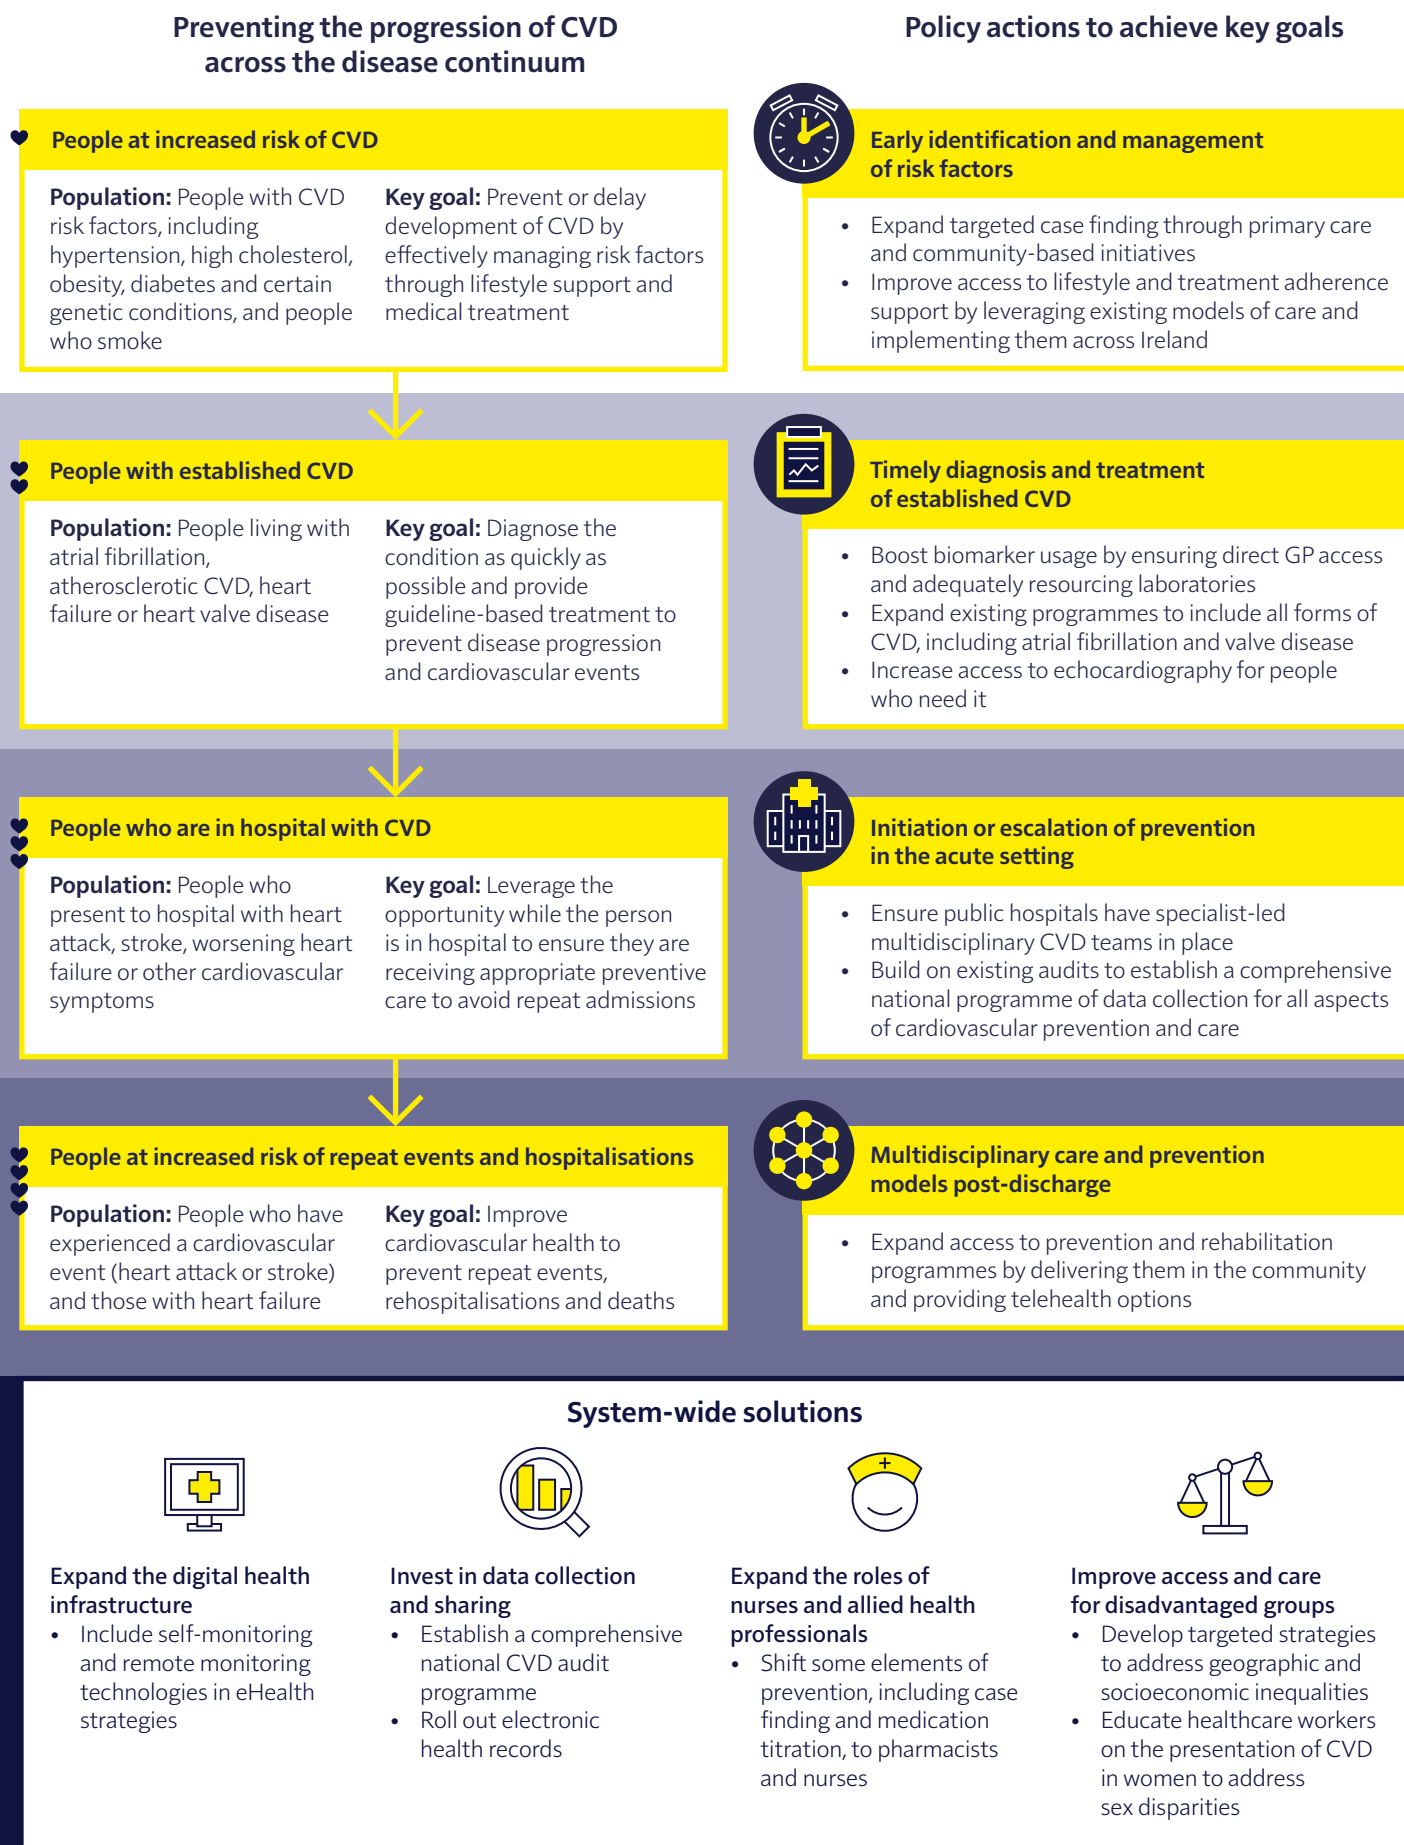 Preventing the progression of CVD
across the disease continuum
Policy actions to achieve key goals
People at increased risk of CVD
Population: People with CVD
risk factors, including
hypertension, high cholesterol,
obesity, diabetes and certain
genetic conditions, and people
who smoke
Key goal: Prevent or delay
development of CVD by
effectively managing risk factors
through lifestyle support and
medical treatment
Early identification and management
of risk factors
• Expand targeted case finding through primary care
and community-based initiatives
• Improve access to lifestyle and treatment adherence
support by leveraging existing models of care and
implementing them across Ireland
People with established CVD
Population: People living with
atrial fibrillation,
atherosclerotic CVD, heart
failure or heart valve disease
Key goal: Diagnose the
condition as quickly as
possible and provide
guideline-based treatment to
prevent disease progression
and cardiovascular events
Timely diagnosis and treatment
of established CVD
• Boost biomarker usage by ensuring direct GP access
and adequately resourcing laboratories
• Expand existing programmes to include all forms of
CVD, including atrial fibrillation and valve disease
• Increase access to echocardiography for people
who need it
People who are in hospital with CVD
Population: People who
present to hospital with heart
attack, stroke, worsening heart
failure or other cardiovascular
symptoms
Key goal: Leverage the
opportunity while the person
is in hospital to ensure they are
receiving appropriate preventive
care to avoid repeat admissions
Initiation or escalation of prevention
in the acute setting
• Ensure public hospitals have specialist-led
multidisciplinary CVD teams in place
• Build on existing audits to establish a comprehensive
national programme of data collection for all aspects
of cardiovascular prevention and care
People at increased risk of repeat events and hospitalisations
Population: People who have
experienced a cardiovascular
event (heart attack or stroke)
and those with heart failure
Key goal: Improve
cardiovascular health to
prevent repeat events,
rehospitalisations and deaths
Multidisciplinary care and prevention
models post-discharge
• Expand access to prevention and rehabilitation
programmes by delivering them in the community
and providing telehealth options
System-wide solutions
Expand the digital health
infrastructure
• Include self-monitoring
and remote monitoring
technologies in eHealth
strategies
Invest in data collection
and sharing
• Establish a comprehensive
national CVD audit
programme
• Roll out electronic
health records
Expand the roles of
nurses and allied health
professionals
• Shift some elements of
prevention, including case
finding and medication
titration, to pharmacists
and nurses
Improve access and care
for disadvantaged groups
• Develop targeted strategies
to address geographic and
socioeconomic inequalities
• Educate healthcare workers
on the presentation of CVD
in women to address
sex disparities